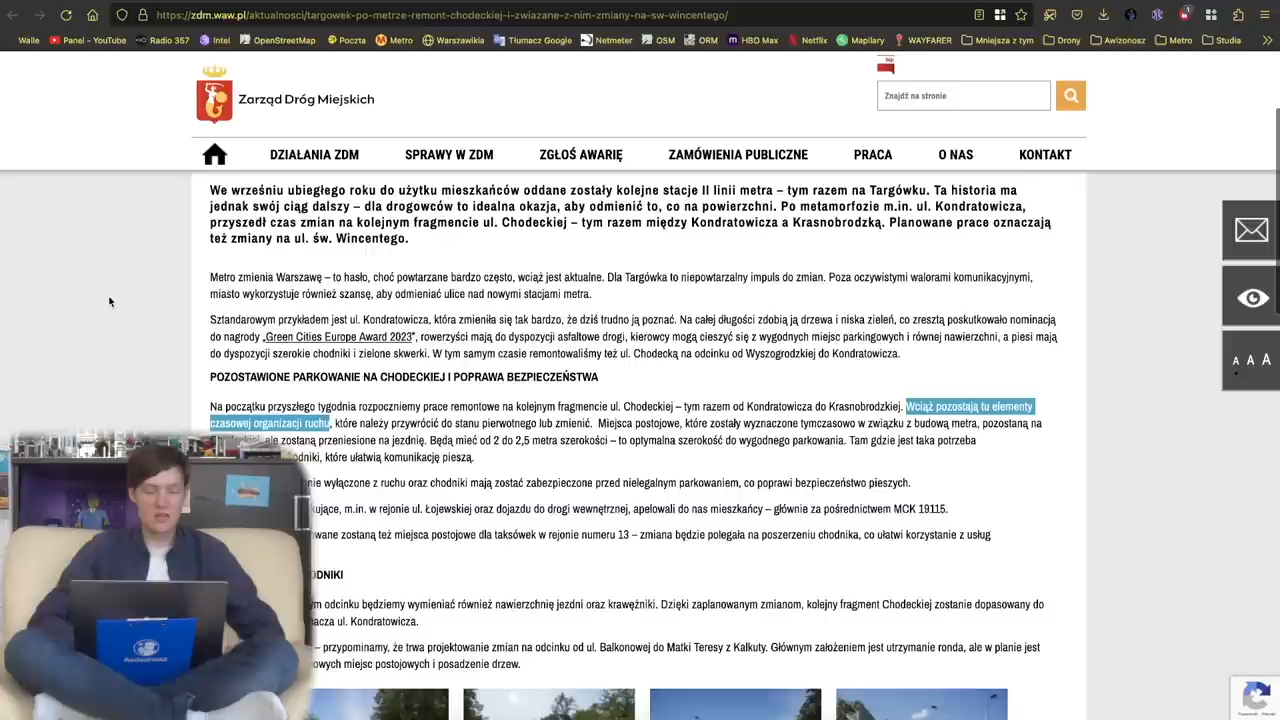 https://zdm.waw.pl/aktualnosci/targowek-po-metrze-remont-chodeckiej-i-zwiazane-z-nim-zmiany-na-sw-wincentego/
Walle Panel – YouTube Radio 357 Intel OpenStreetMap Poczta Metro Warszawikia Tłumacz Google Netmeter OSM ORM HBO Max Netflix Mapilary WAYFARER Mniejsza z tym Drony Awizonosz Metro Studia
Zarząd Dróg Miejskich
Znajdź na stronie
DZIAŁANIA ZDM SPRAWY W ZDM ZGŁOŚ AWARIĘ ZAMÓWIENIA PUBLICZNE PRACA O NAS KONTAKT
We wrześniu ubiegłego roku do użytku mieszkańców oddane zostały kolejne stacje II linii metra – tym razem na Targówku. Ta historia ma
jednak swój ciąg dalszy – dla drogowców to idealna okazja, aby odmienić to, co na powierzchni. Po metamorfozie m.in. ul. Kondratowicza,
przyszedł czas zmian na kolejnym fragmencie ul. Chodeckiej – tym razem między Kondratowicza a Krasnobrodzką. Planowane prace oznaczają
też zmiany na ul. św. Wincentego.
Metro zmienia Warszawę – to hasło, choć powtarzane bardzo często, wciąż jest aktualne. Dla Targówka to niepowtarzalny impuls do zmian. Poza oczywistymi walorami komunikacyjnymi,
miasto wykorzystuje również szansę, aby odmieniać ulice nad nowymi stacjami metra.
Sztandarowym przykładem jest ul. Kondratowicza, która zmieniła się tak bardzo, że dziś trudno ją poznać. Na całej długości zdobią ją drzewa i niska zieleń, co zresztą poskutkowało nominacją
do nagrody „Green Cities Europe Award 2023", rowerzyści mają do dyspozycji asfaltowe drogi, kierowcy mogą cieszyć się z wygodnych miejsc parkingowych i równej nawierzchni, a piesi mają
do dyspozycji szerokie chodniki i zielone skwerki. W tym samym czasie remontowaliśmy też ul. Chodecką na odcinku od Wyszogrodzkiej do Kondratowicza.
POZOSTAWIONE PARKOWANIE NA CHODECKIEJ I POPRAWA BEZPIECZEŃSTWA
Na początku przyszłego tygodnia rozpoczniemy prace remontowe na kolejnym fragmencie ul. Chodeckiej – tym razem od Kondratowicza do Krasnobrodzkiej. Wciąż pozostają tu elementy
czasowej organizacji ruchu, które należy przywrócić do stanu pierwotnego lub zmienić. Miejsca postojowe, które zostały wyznaczone tymczasowo w związku z budową metra, pozostaną na
ale zostaną przeniesione na jezdnię. Będą mieć od 2 do 2,5 metra szerokości – to optymalna szerokość do wygodnego parkowania. Tam gdzie jest taka potrzeba
odniki, które ułatwią komunikację pieszą.
nie wyłączone z ruchu oraz chodniki mają zostać zabezpieczone przed nielegalnym parkowaniem, co poprawi bezpieczeństwo pieszych.
kujące, m.in. w rejonie ul. Łojewskiej oraz dojazdu do drogi wewnętrznej, apelowali do nas mieszkańcy – głównie za pośrednictwem MCK 19115.
wane zostaną też miejsca postojowe dla taksówek w rejonie numeru 13 – zmiana będzie polegała na poszerzeniu chodnika, co ułatwi korzystanie z usług
ODNIKI
ym odcinku będziemy wymieniać również nawierzchnię jezdni oraz krawężniki. Dzięki zaplanowanym zmianom, kolejny fragment Chodeckiej zostanie dopasowany do
nacza ul. Kondratowicza.
– przypominamy, że trwa projektowanie zmian na odcinku od ul. Balkonowej do Matki Teresy z Kalkuty. Głównym założeniem jest utrzymanie ronda, ale w planie jest
owych miejsc postojowych i posadzenie drzew.
A A A